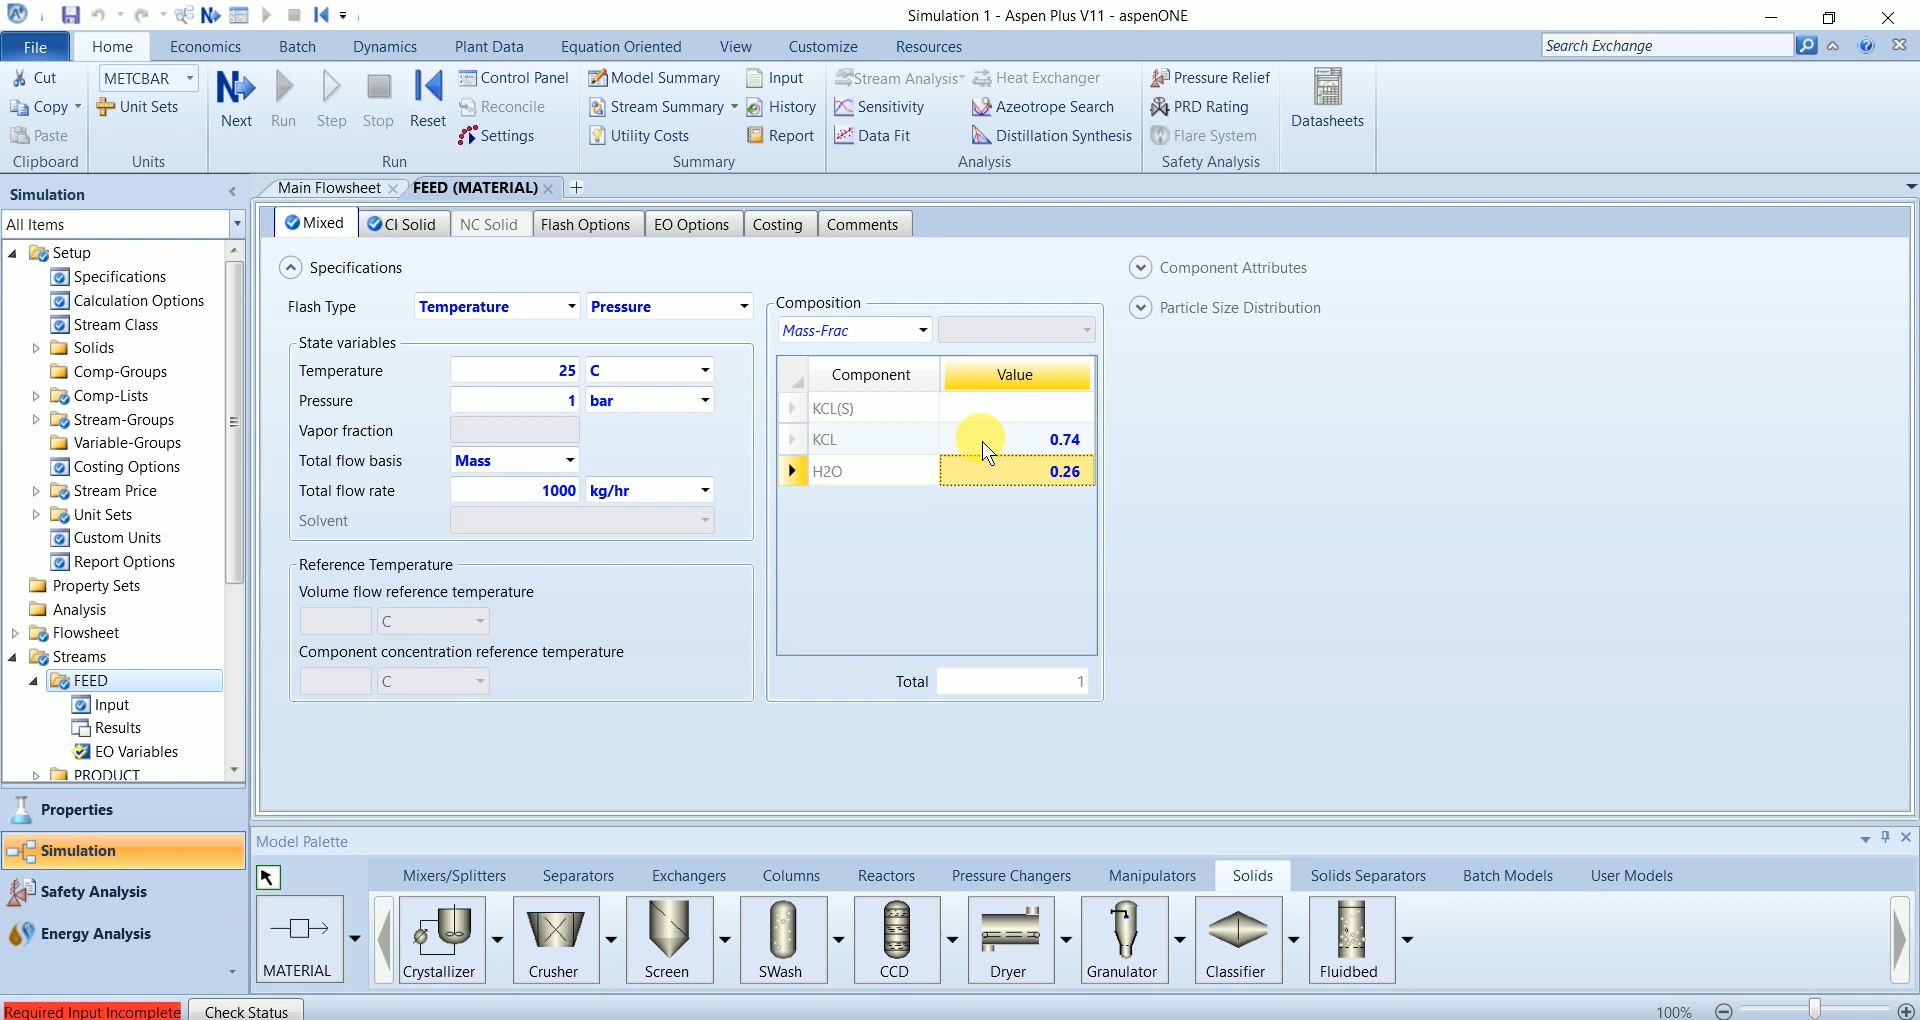 Simulation 1 - Aspen Plus V11 - aspenONE
File Home Economics Batch Dynamics Plant Data Equation Oriented View Customize Resources Search Exchange
Cut METCBAR Control Panel Model Summary Input Stream Analysis Heat Exchanger Pressure Relief
Copy Unit Sets Reconcile Stream Summary History Sensitivity Azeotrope Search PRD Rating
Next Run Step Stop Reset Datasheets
Paste Settings Utility Costs Report Data Fit Distillation Synthesis Flare System
Clipboard Units Run Summary Analysis Safety Analysis
Simulation Main Flowsheet FEED (MATERIAL)
All Items Mixed CI Solid NC Solid Flash Options EO Options Costing Comments
Setup
Specifications
Calculation Options
Stream Class
Solids
Comp-Groups
Comp-Lists
Stream-Groups
Variable-Groups
Costing Options
Stream Price
Unit Sets
Custom Units
Report Options
Property Sets
Analysis
Flowsheet
Streams
FEED
Input
Results
EO Variables
PRODUCT
Properties
Simulation
Safety Analysis
Energy Analysis
Specifications
Flash Type Temperature Pressure
State variables
Temperature 25 C
Pressure 1 bar
Vapor fraction
Total flow basis Mass
Total flow rate 1000 kg/hr
Solvent
Reference Temperature
Volume flow reference temperature
C
Component concentration reference temperature
C
Composition
Mass-Frac
Component Value
KCL(S)
KCL 0.74
H2O 0.26
Total 1
Component Attributes
Particle Size Distribution
Model Palette
Mixers/Splitters Separators Exchangers Columns Reactors Pressure Changers Manipulators Solids Solids Separators Batch Models User Models
MATERIAL Crystallizer Crusher Screen SWash CCD Dryer Granulator Classifier Fluidbed
Required Input Incomplete Check Status 100%